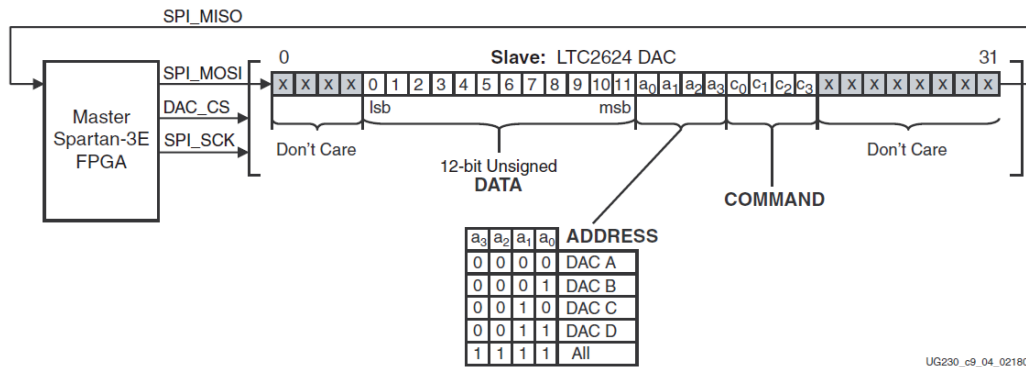 SPI_MISO
0 Slave: LTC2624 DAC 31
SPI_MOSI
X X X X 0 1 2 3 4 5 6 7 8 9 10 11 a0 a1 a2 a3 c0 c1 c2 c3 X X X X X X X X
DAC_CS
lsb msb
Master
Spartan-3E
FPGA
SPI_SCK
Don't Care
12-bit Unsigned
DATA
COMMAND
Don't Care
a3 a2 a1 a0 ADDRESS
0 0 0 0 DAC A
0 0 0 1 DAC B
0 0 1 0 DAC C
0 0 1 1 DAC D
1 1 1 1 All
UG230_c9_04_02180